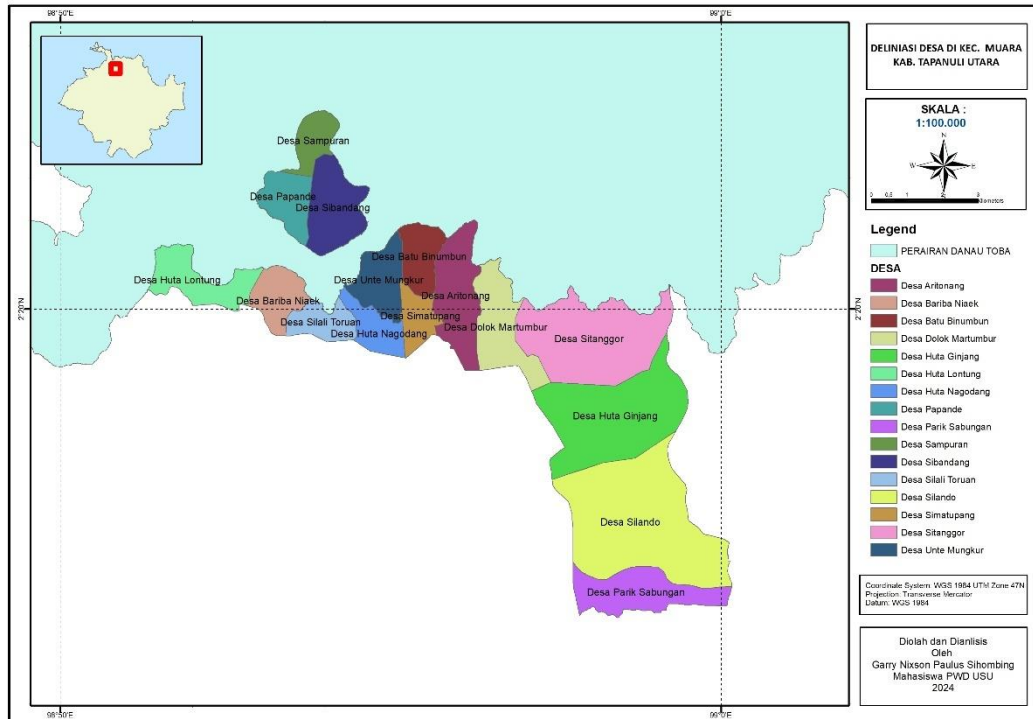 98°50'E
99°0'E
DELINIASI DESA DI KEC. MUARA
KAB. TAPANULI UTARA
SKALA :
1:100.000
N
W
E
S
0 0,5 1 2 3
Kilometers
Legend
PERAIRAN DANAU TOBA
DESA
Desa Aritonang
Desa Bariba Niaek
Desa Batu Binumbun
Desa Dolok Martumbur
Desa Huta Ginjang
Desa Huta Lontung
Desa Huta Nagodang
Desa Papande
Desa Parik Sabungan
Desa Sampuran
Desa Sibandang
Desa Silali Toruan
Desa Silando
Desa Simatupang
Desa Sitanggor
Desa Unte Mungkur
Coordinate System: WGS 1984 UTM Zone 47N
Projection: Transverse Mercator
Datum: WGS 1984
Diolah dan Dianlisis
Oleh
Garry Nixson Paulus Sihombing
Mahasiswa PWD USU
2024
Desa Sampuran
Desa Papande
Desa Sibandang
Desa Batu Binumbun
Desa Huta Lontung
Desa Unte Mungkur
Desa Bariba Niaek
Desa Aritonang
Desa Simatupang
Desa Silali Toruan
Desa Huta Nagodang
Desa Dolok Martumbur
Desa Sitanggor
Desa Huta Ginjang
Desa Silando
Desa Parik Sabungan
2°20'N
2°20'N
98°50'E
99°0'E